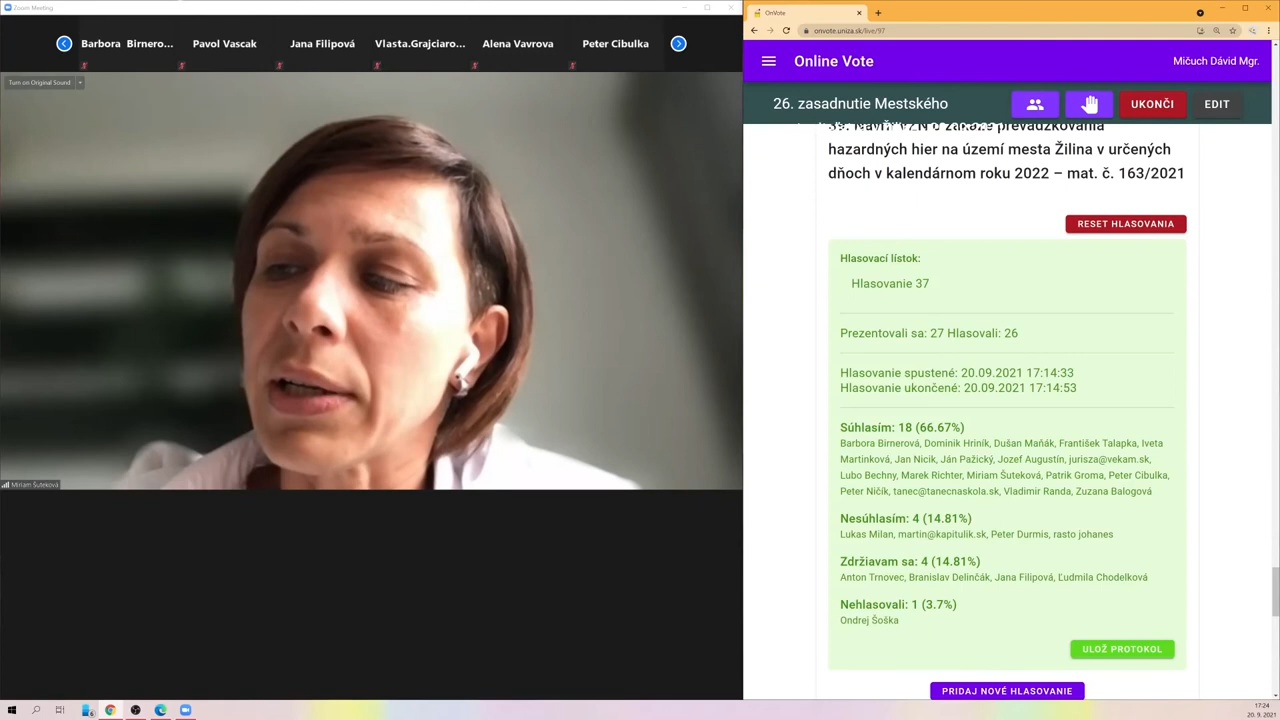 Zoom Meeting
Barbora Birnero...
Pavol Vascak
Jana Filipová
Vlasta.Grajciaro...
Alena Vavrova
Peter Cibulka
Turn on Original Sound
Miriam Šuteková
OnVote
onvote.uniza.sk/live/97
Online Vote
Mičuch Dávid Mgr.
26. zasadnutie Mestského
UKONČI
EDIT
prevádzkovania
hazardných hier na území mesta Žilina v určených
dňoch v kalendárnom roku 2022 – mat. č. 163/2021
RESET HLASOVANIA
Hlasovací lístok:
Hlasovanie 37
Prezentovali sa: 27 Hlasovali: 26
Hlasovanie spustené: 20.09.2021 17:14:33
Hlasovanie ukončené: 20.09.2021 17:14:53
Súhlasím: 18 (66.67%)
Barbora Birnerová, Dominik Hriník, Dušan Maňák, František Talapka, Iveta
Martinková, Jan Nicik, Ján Pažický, Jozef Augustín, jurisza@vekam.sk,
Lubo Bechny, Marek Richter, Miriam Šuteková, Patrik Groma, Peter Cibulka,
Peter Ničík, tanec@tanecnaskola.sk, Vladimir Randa, Zuzana Balogová
Nesúhlasím: 4 (14.81%)
Lukas Milan, martin@kapitulik.sk, Peter Durmis, rasto johanes
Zdržiavam sa: 4 (14.81%)
Anton Trnovec, Branislav Delinčák, Jana Filipová, Ľudmila Chodelková
Nehlasovali: 1 (3.7%)
Ondrej Šoška
ULOŽ PROTOKOL
PRIDAJ NOVÉ HLASOVANIE
17:24
20. 9. 2021